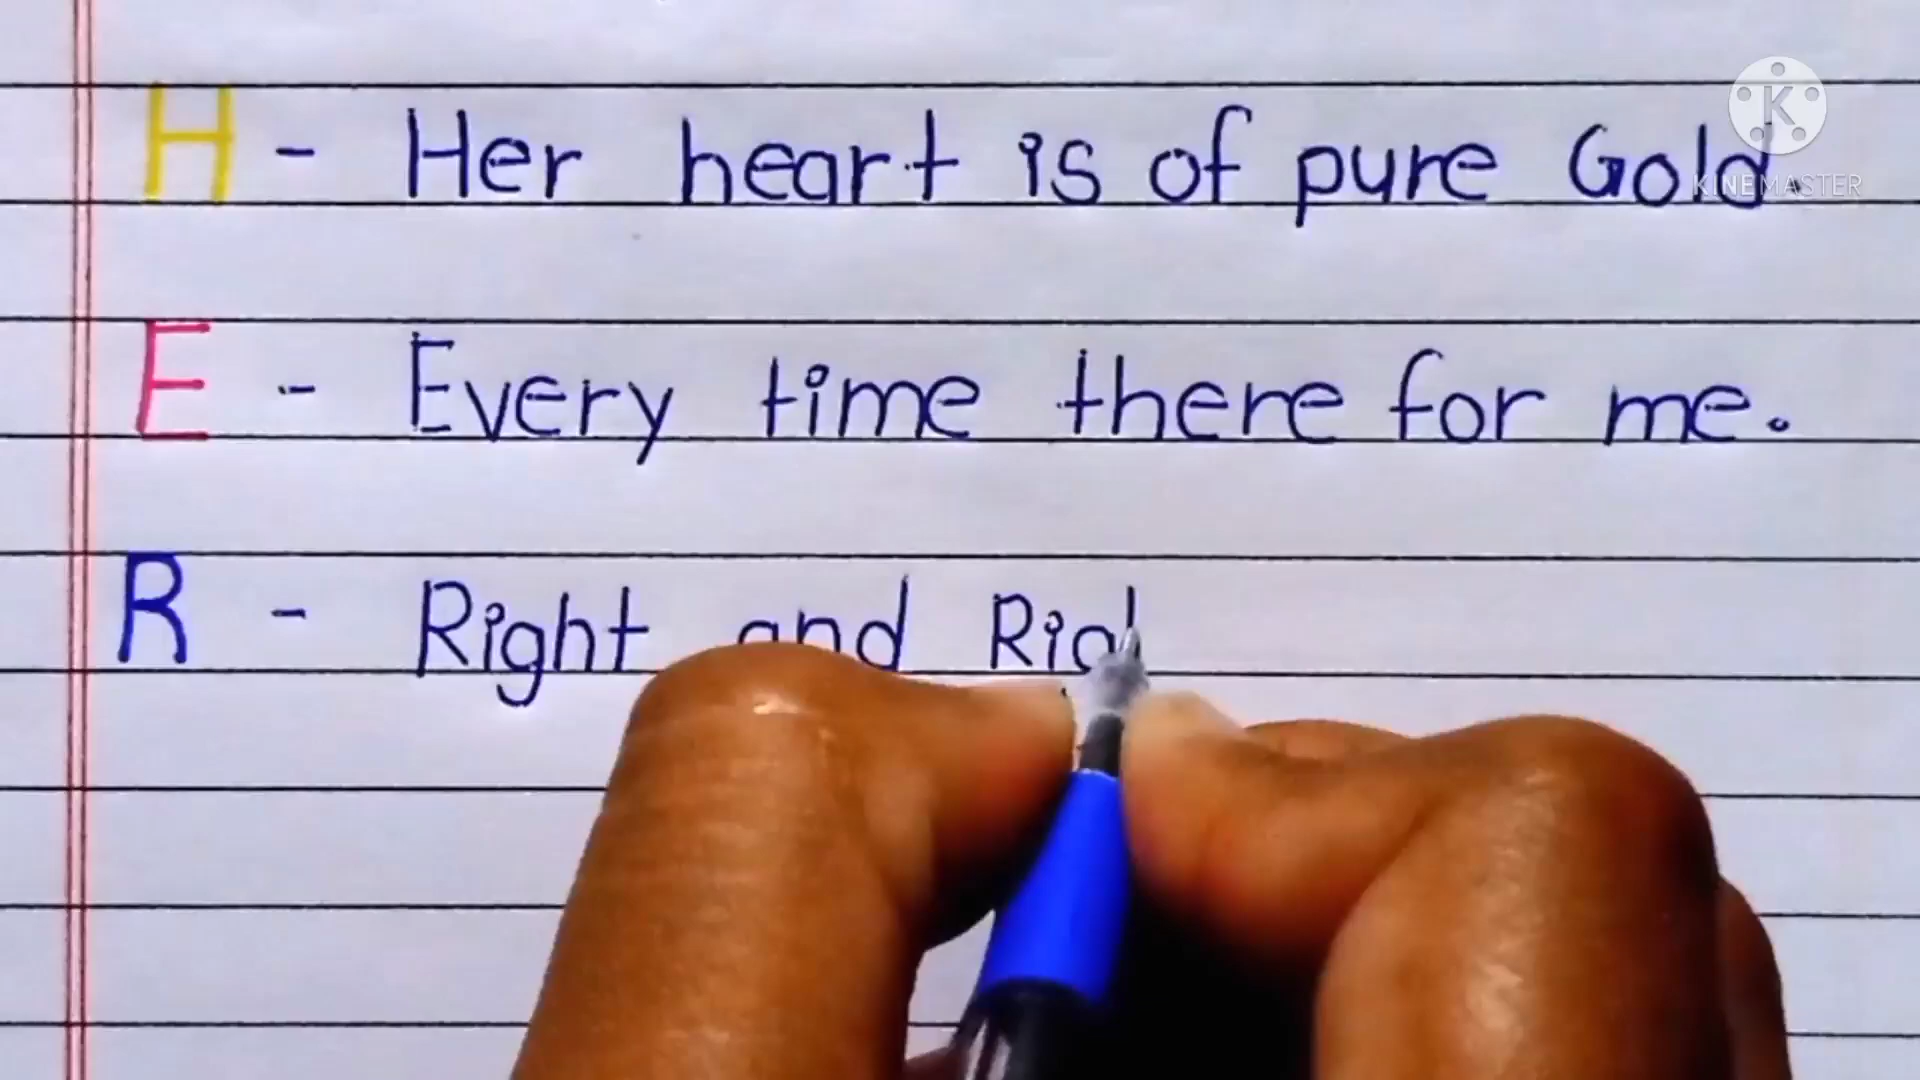 H - Her heart is of pure Gold.
E - Every time there for me.
R - Right and
K
KINEMASTER